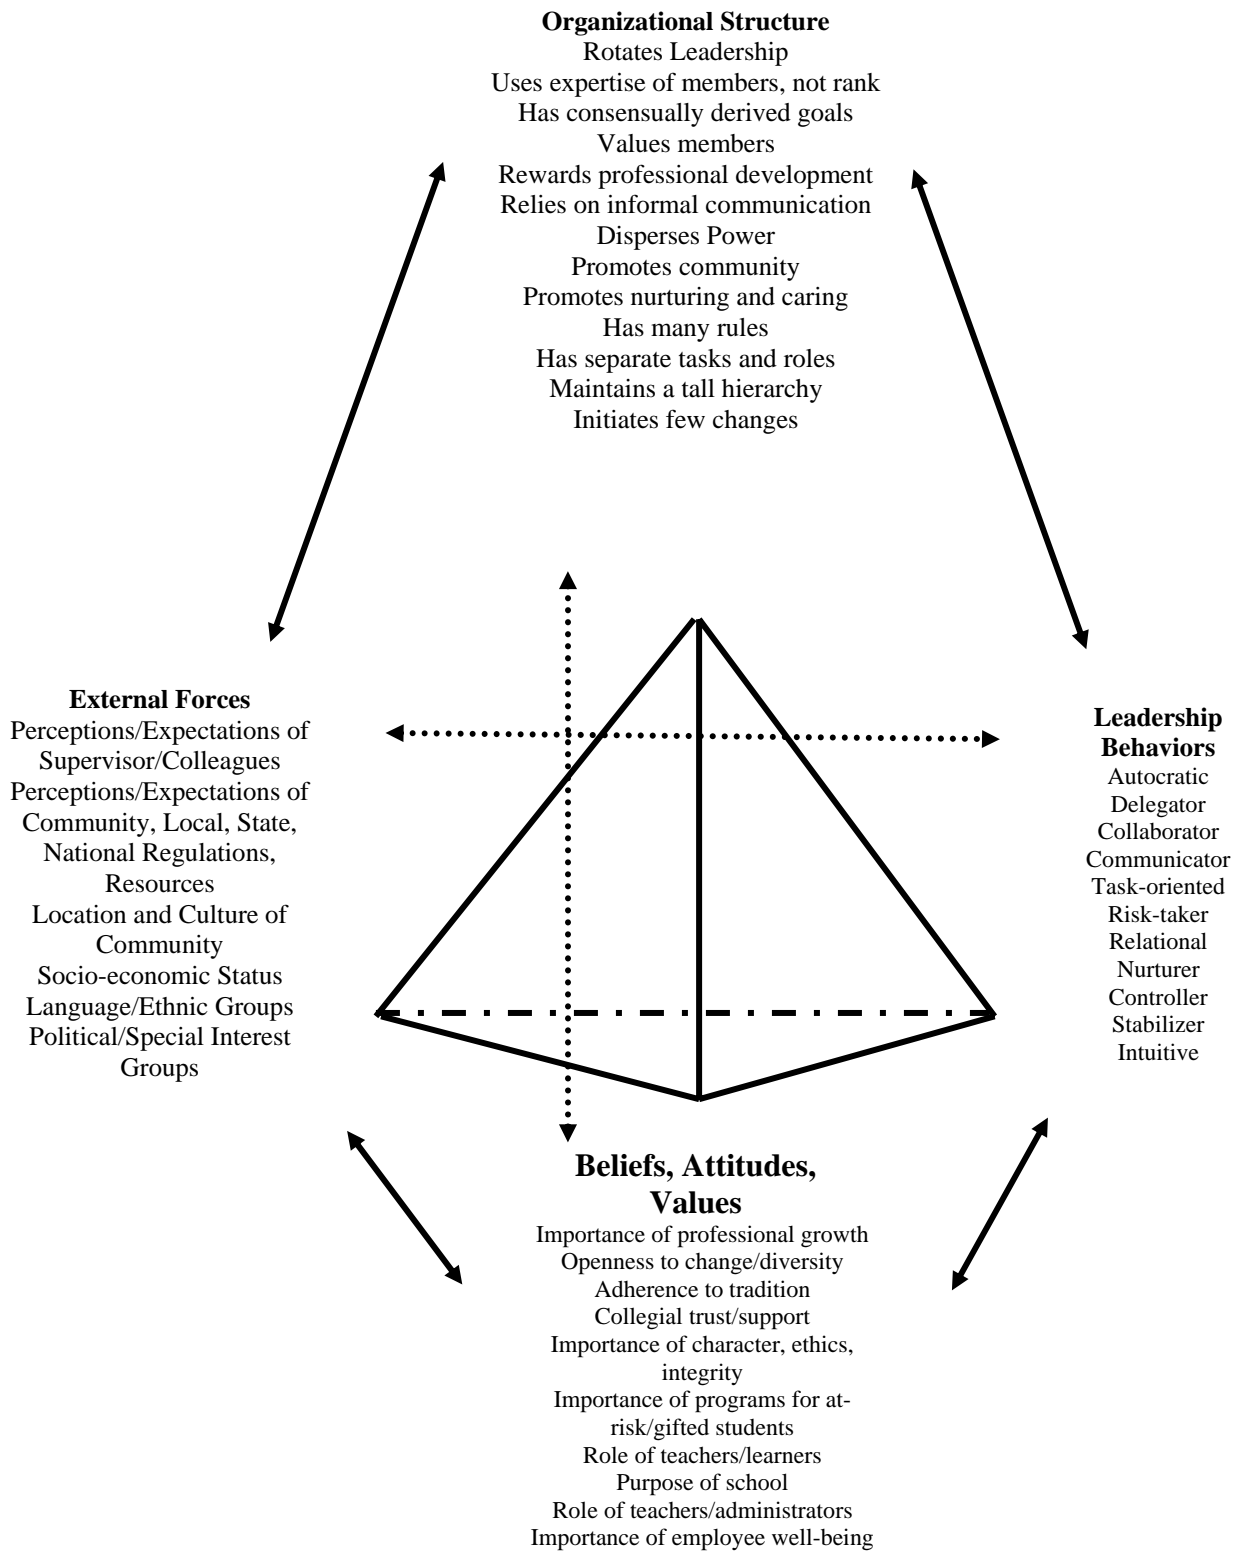 Organizational Structure
Rotates Leadership
Uses expertise of members, not rank
Has consensually derived goals
Values members
Rewards professional development
Relies on informal communication
Disperses Power
Promotes community
Promotes nurturing and caring
Has many rules
Has separate tasks and roles
Maintains a tall hierarchy
Initiates few changes
External Forces
Perceptions/Expectations of
Supervisor/Colleagues
Perceptions/Expectations of
Community, Local, State,
National Regulations,
Resources
Location and Culture of
Community
Socio-economic Status
Language/Ethnic Groups
Political/Special Interest
Groups
Leadership
Behaviors
Autocratic
Delegator
Collaborator
Communicator
Task-oriented
Risk-taker
Relational
Nurturer
Controller
Stabilizer
Intuitive
Beliefs, Attitudes,
Values
Importance of professional growth
Openness to change/diversity
Adherence to tradition
Collegial trust/support
Importance of character, ethics,
integrity
Importance of programs for at-
risk/gifted students
Role of teachers/learners
Purpose of school
Role of teachers/administrators
Importance of employee well-being